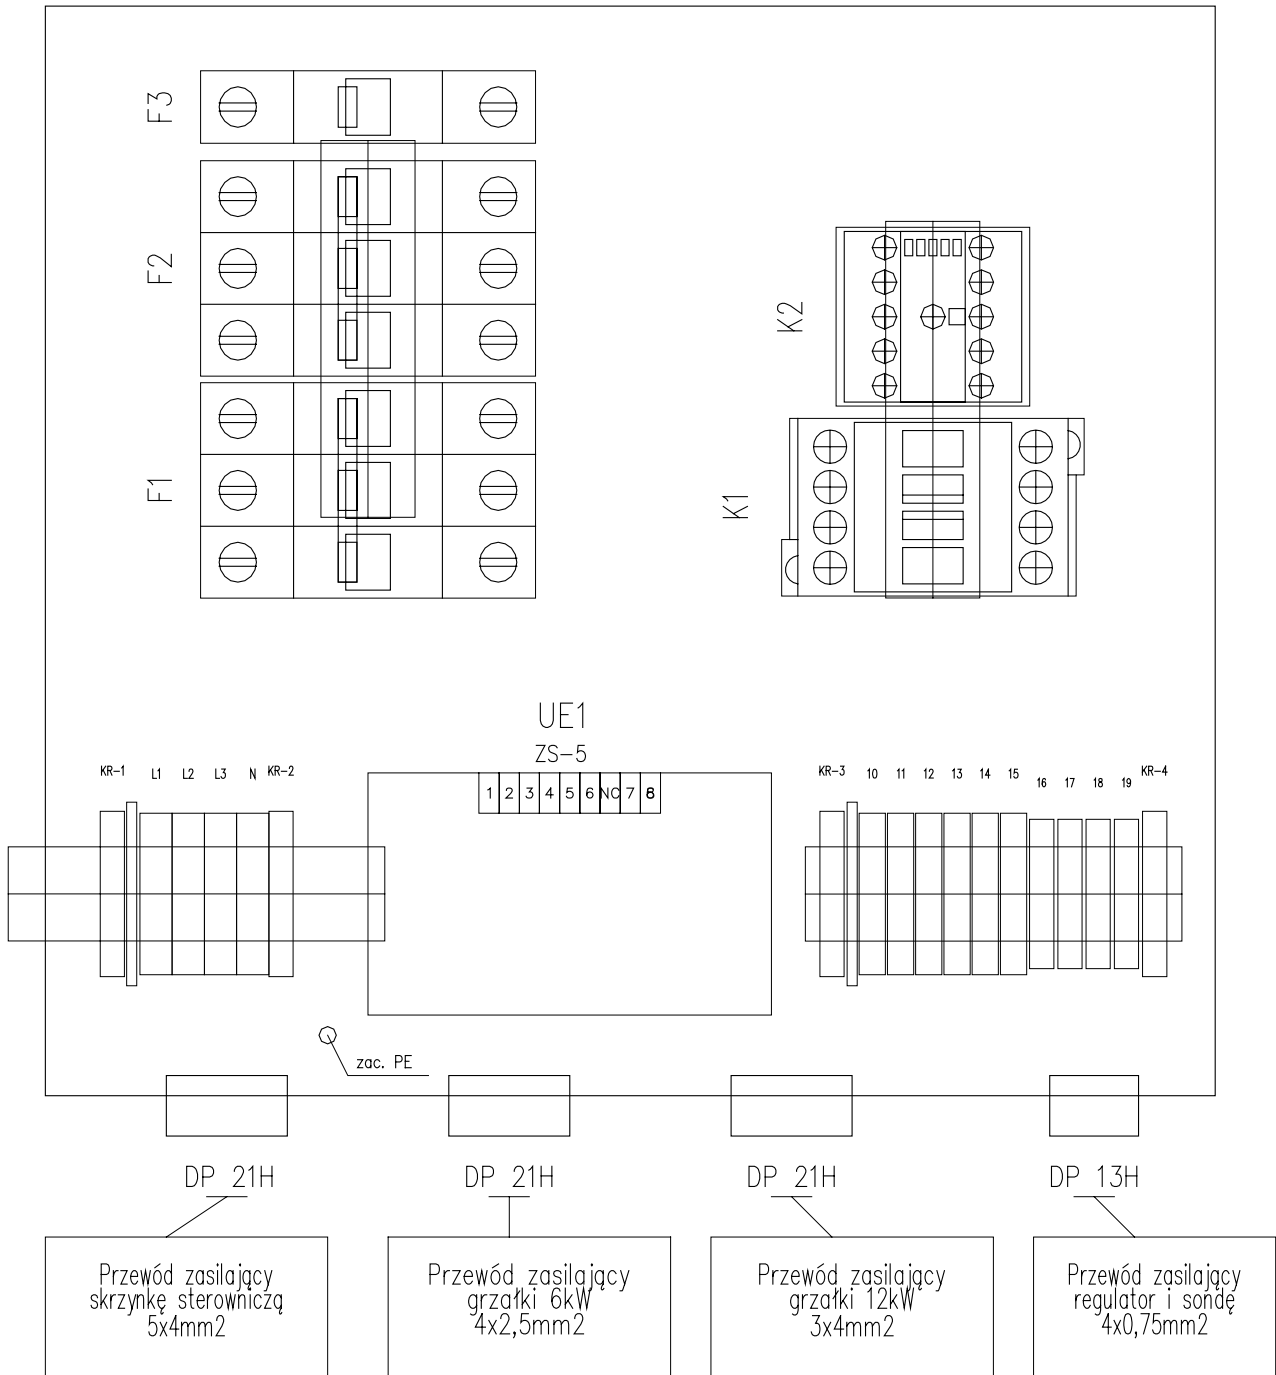 F3
F2
F1
K2
K1
UE1
ZS-5
KR-1 L1 L2 L3 N KR-2
1 2 3 4 5 6 NC 7 8
KR-3 10 11 12 13 14 15 16 17 18 19 KR-4
zac. PE
DP 21H
DP 21H
DP 21H
DP 13H
Przewód zasilający
skrzynkę sterowniczą
5x4mm2
Przewód zasilający
grzałki 6kW
4x2,5mm2
Przewód zasilający
grzałki 12kW
3x4mm2
Przewód zasilający
regulator i sondę
4x0,75mm2